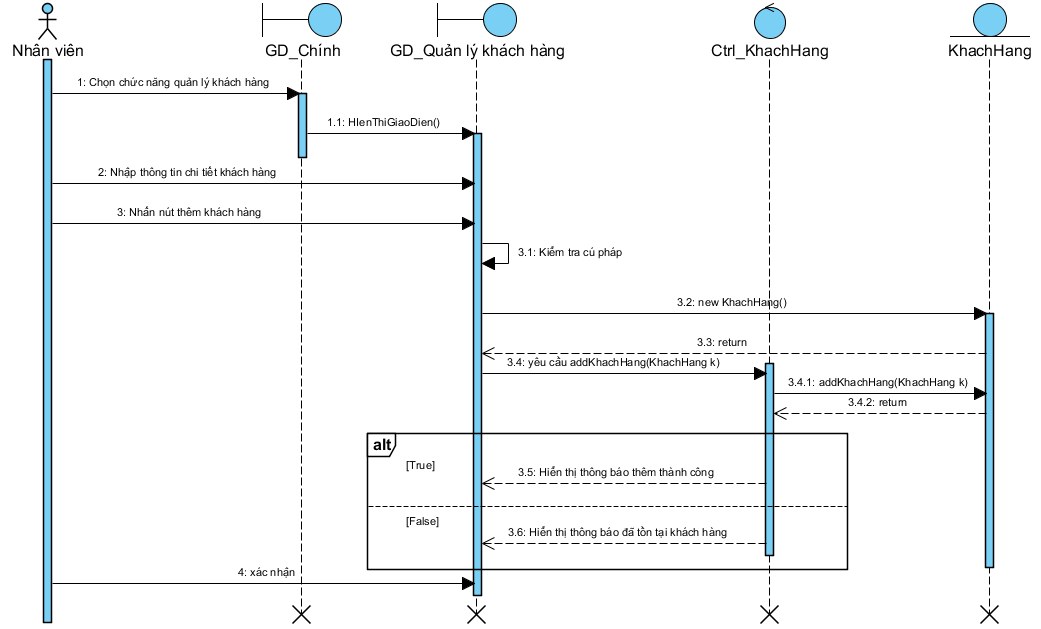 Nhân viên
GD_Chính
GD_Quản lý khách hàng
Ctrl_KhachHang
KhachHang
1: Chọn chức năng quản lý khách hàng
1.1: HIenThiGiaoDien()
2: Nhập thông tin chi tiết khách hàng
3: Nhấn nút thêm khách hàng
3.1: Kiểm tra cú pháp
3.2: new KhachHang()
3.3: return
3.4: yêu cầu addKhachHang(KhachHang k)
3.4.1: addKhachHang(KhachHang k)
3.4.2: return
alt
[True]
3.5: Hiển thị thông báo thêm thành công
[False]
3.6: Hiển thị thông báo đã tồn tại khách hàng
4: xác nhận